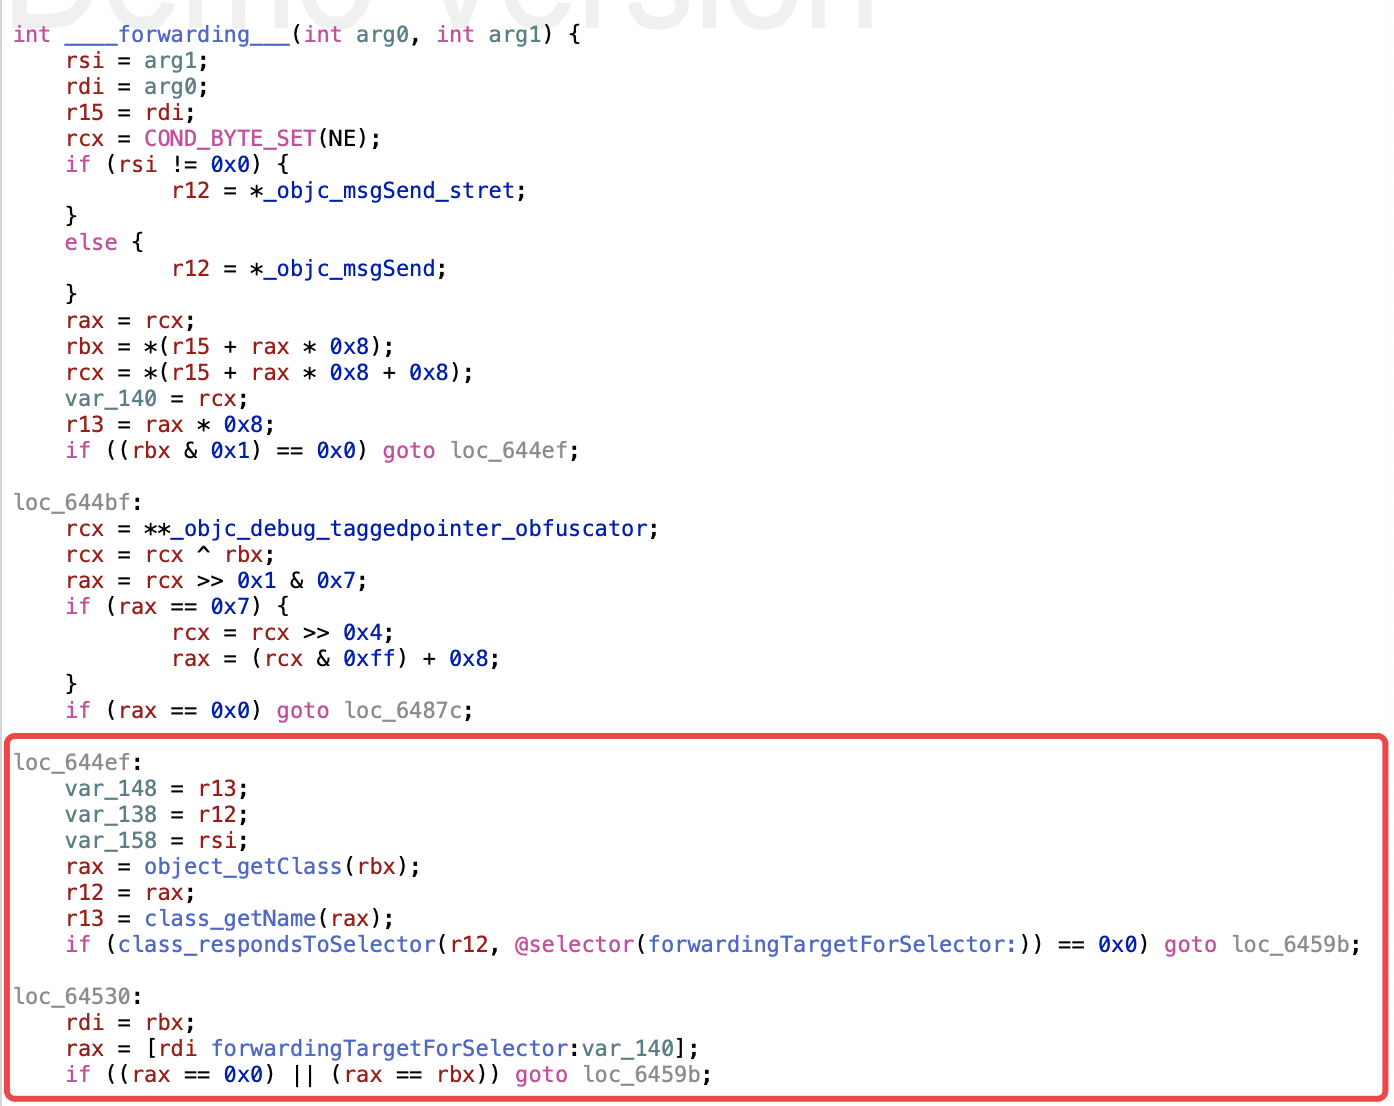 Demo version
int ____forwarding___(int arg0, int arg1) {
    rsi = arg1;
    rdi = arg0;
    r15 = rdi;
    rcx = COND_BYTE_SET(NE);
    if (rsi != 0x0) {
            r12 = *_objc_msgSend_stret;
    }
    else {
            r12 = *_objc_msgSend;
    }
    rax = rcx;
    rbx = *(r15 + rax * 0x8);
    rcx = *(r15 + rax * 0x8 + 0x8);
    var_140 = rcx;
    r13 = rax * 0x8;
    if ((rbx & 0x1) == 0x0) goto loc_644ef;
loc_644bf:
    rcx = **_objc_debug_taggedpointer_obfuscator;
    rcx = rcx ^ rbx;
    rax = rcx >> 0x1 & 0x7;
    if (rax == 0x7) {
            rcx = rcx >> 0x4;
            rax = (rcx & 0xff) + 0x8;
    }
    if (rax == 0x0) goto loc_6487c;
loc_644ef:
    var_148 = r13;
    var_138 = r12;
    var_158 = rsi;
    rax = object_getClass(rbx);
    r12 = rax;
    r13 = class_getName(rax);
    if (class_respondsToSelector(r12, @selector(forwardingTargetForSelector:)) == 0x0) goto loc_6459b;
loc_64530:
    rdi = rbx;
    rax = [rdi forwardingTargetForSelector:var_140];
    if ((rax == 0x0) || (rax == rbx)) goto loc_6459b;